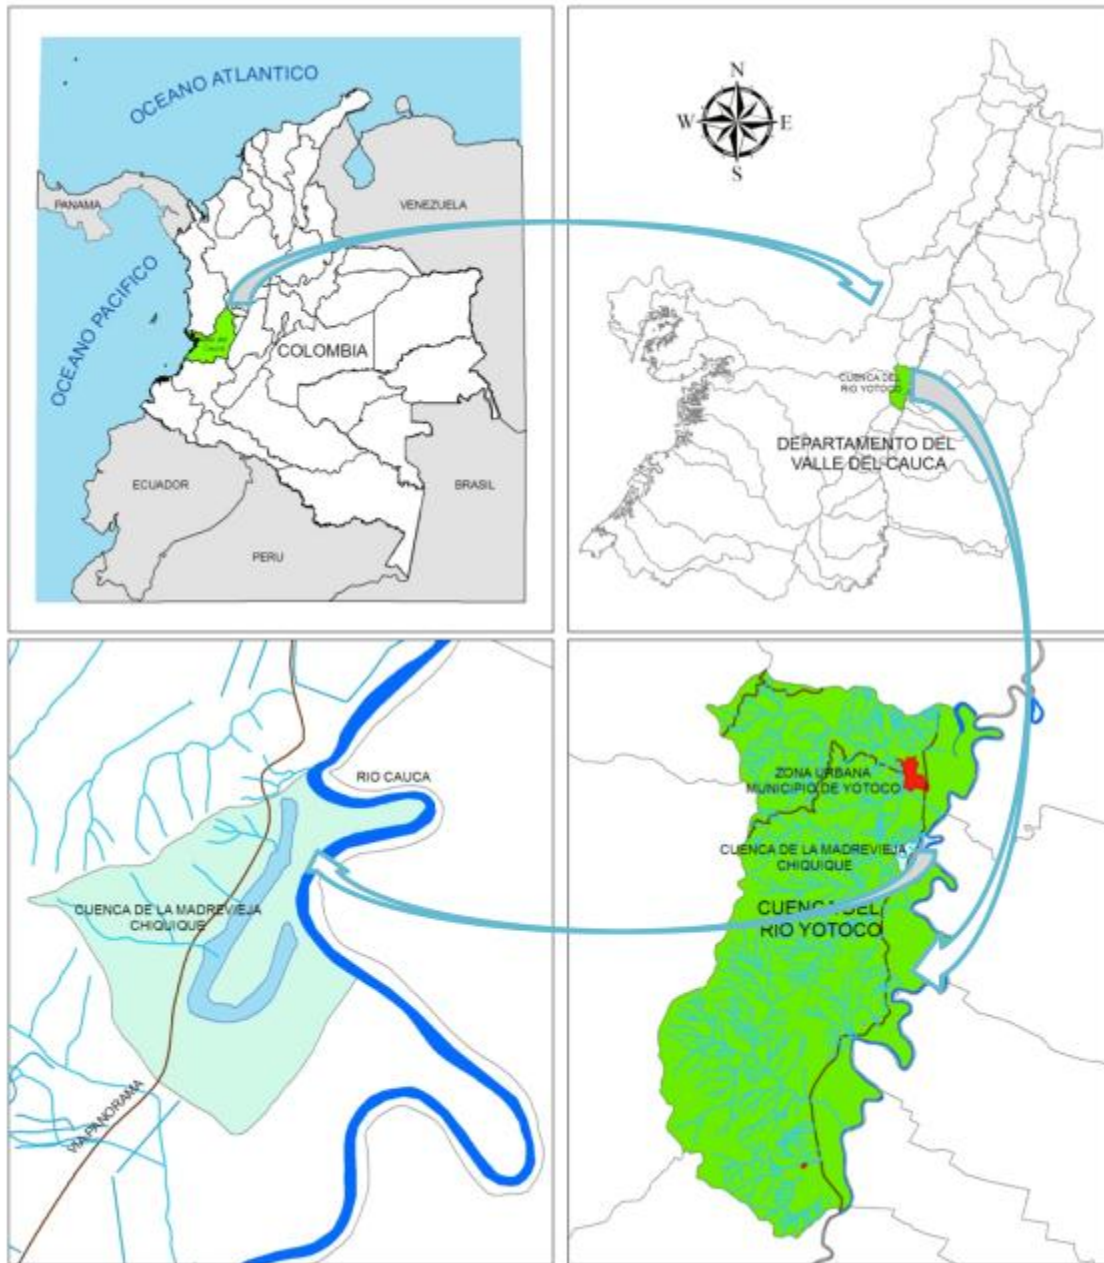 OCEANO ATLANTICO
PANAMA
VENEZUELA
OCEANO PACIFICO
Cauca
COLOMBIA
ECUADOR
BRASIL
PERU
N
W
E
S
CUENCA DEL
RIO YOTOCO
DEPARTAMENTO DEL
VALLE DEL CAUCA
RIO CAUCA
CUENCA DE LA MADREVIEJA
CHIQUIQUE
VIA PANORAMA
ZONA URBANA
MUNICIPIO DE YOTOCO
CUENCA DE LA MADREVIEJA
CHIQUIQUE
CUENCA DEL
RIO YOTOCO